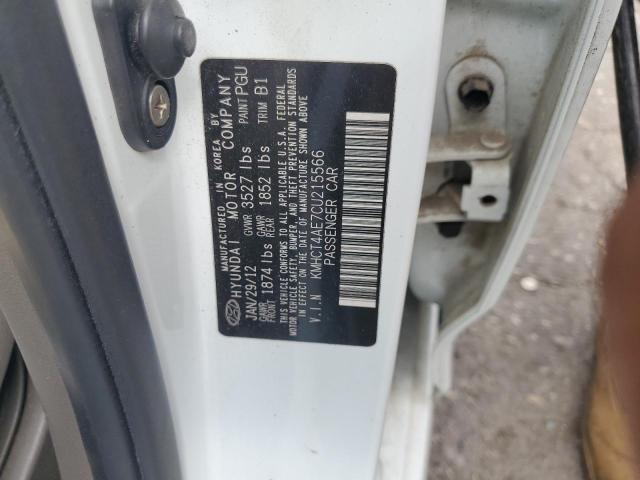 MANUFACTURED IN KOREA BY
HYUNDAI MOTOR COMPANY
JAN/29/12 GVWR 3527 lbs PAINT PGU
GAWR FRONT 1874 lbs GAWR REAR 1852 lbs TRIM B1
THIS VEHICLE CONFORMS TO ALL APPLICABLE U.S.A. FEDERAL
MOTOR VEHICLE SAFETY, BUMPER, AND THEFT PREVENTION STANDARDS
IN EFFECT ON THE DATE OF MANUFACTURE SHOWN ABOVE
V.I.N KMHCT4AE7CU215566
PASSENGER CAR